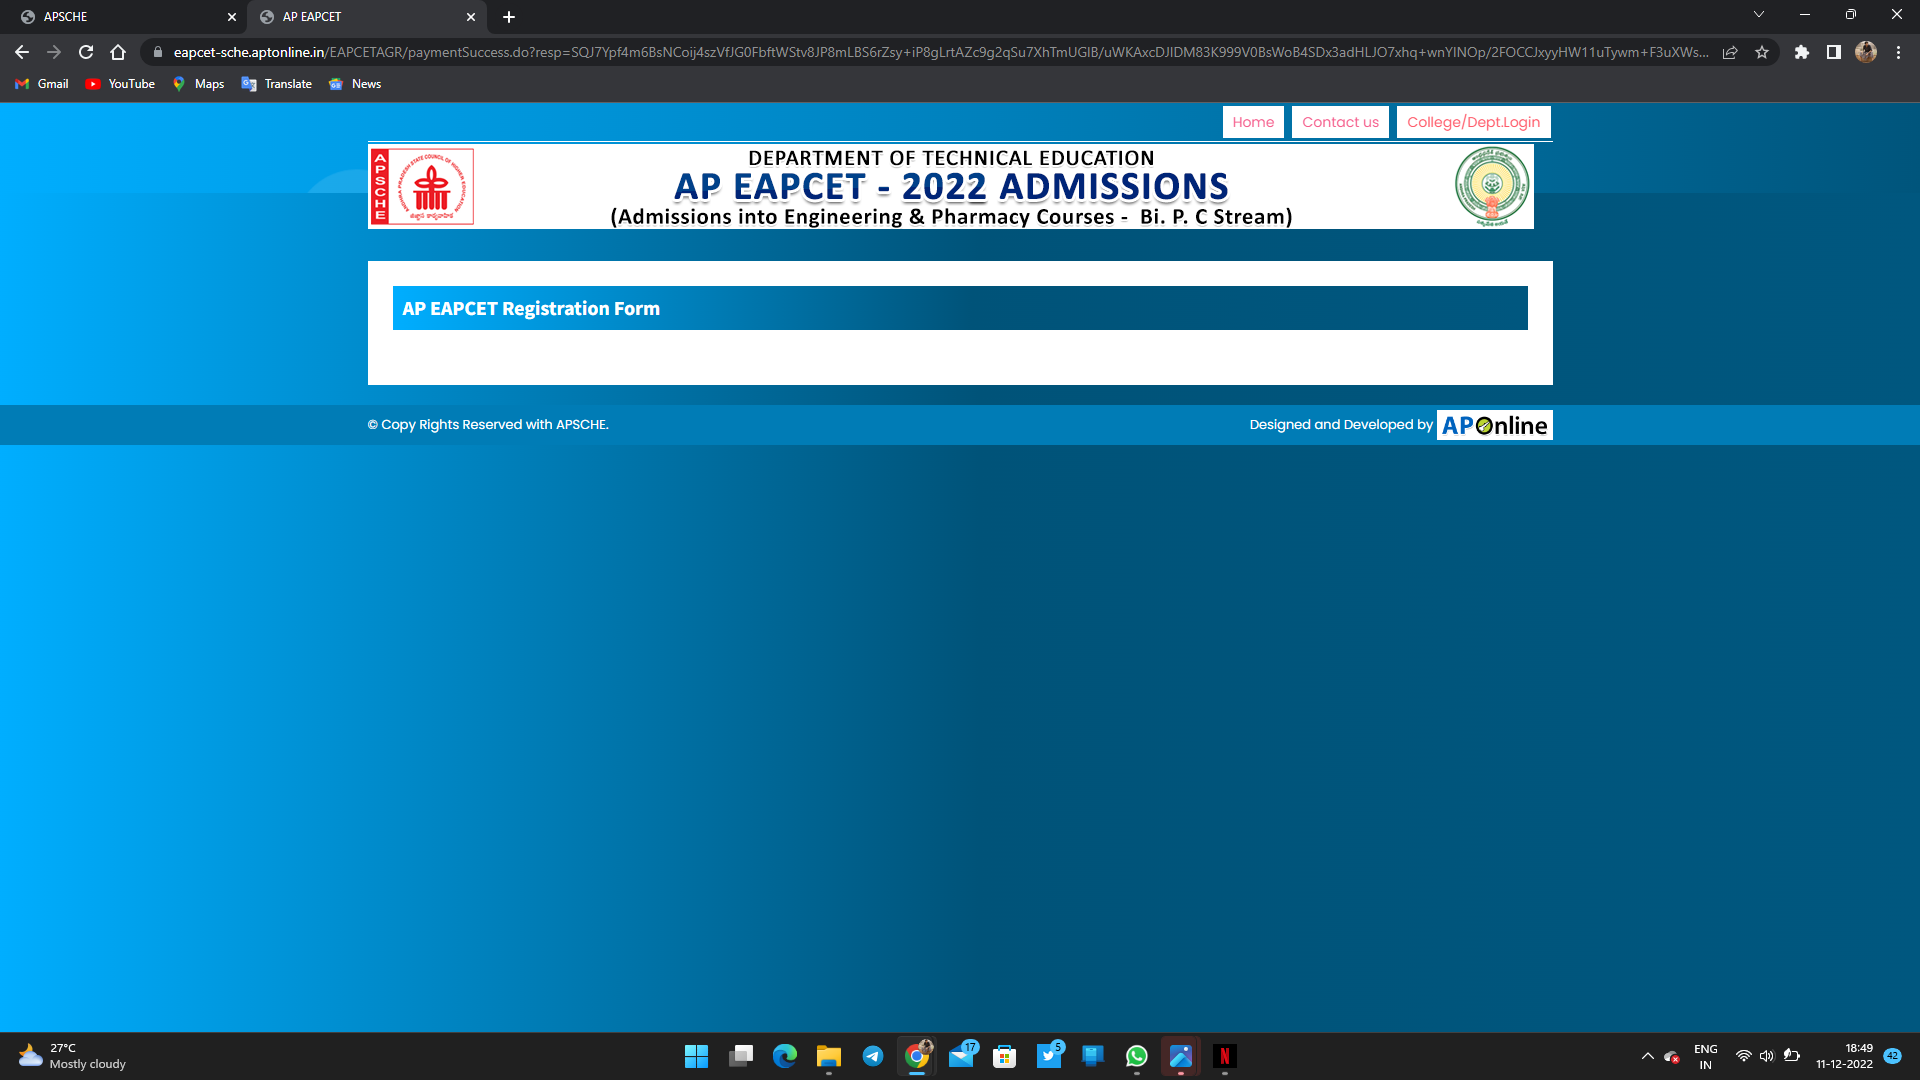 APSCHE
AP EAPCET
eapcet-sche.aptonline.in/EAPCETAGR/paymentSuccess.do?resp=SQJ7Ypf4m6BsNCoij4szVfJG0FbftWStv8JP8mLBS6rZsy+iP8gLrtAZc9g2qSu7XhTmUGIB/uWKAxcDJIDM83K999V0BsWoB4SDx3adHLJO7xhq+wnYINOp/2FOCCJxyyHW11uTywm+F3uXWs...
Gmail
YouTube
Maps
Translate
News
Home
Contact us
College/Dept.Login
APSCHE
DEPARTMENT OF TECHNICAL EDUCATION
AP EAPCET - 2022 ADMISSIONS
(Admissions into Engineering & Pharmacy Courses - Bi. P. C Stream)
AP EAPCET Registration Form
© Copy Rights Reserved with APSCHE.
Designed and Developed by
APOnline
27°C
Mostly cloudy
17
5
ENG
IN
18:49
11-12-2022
42